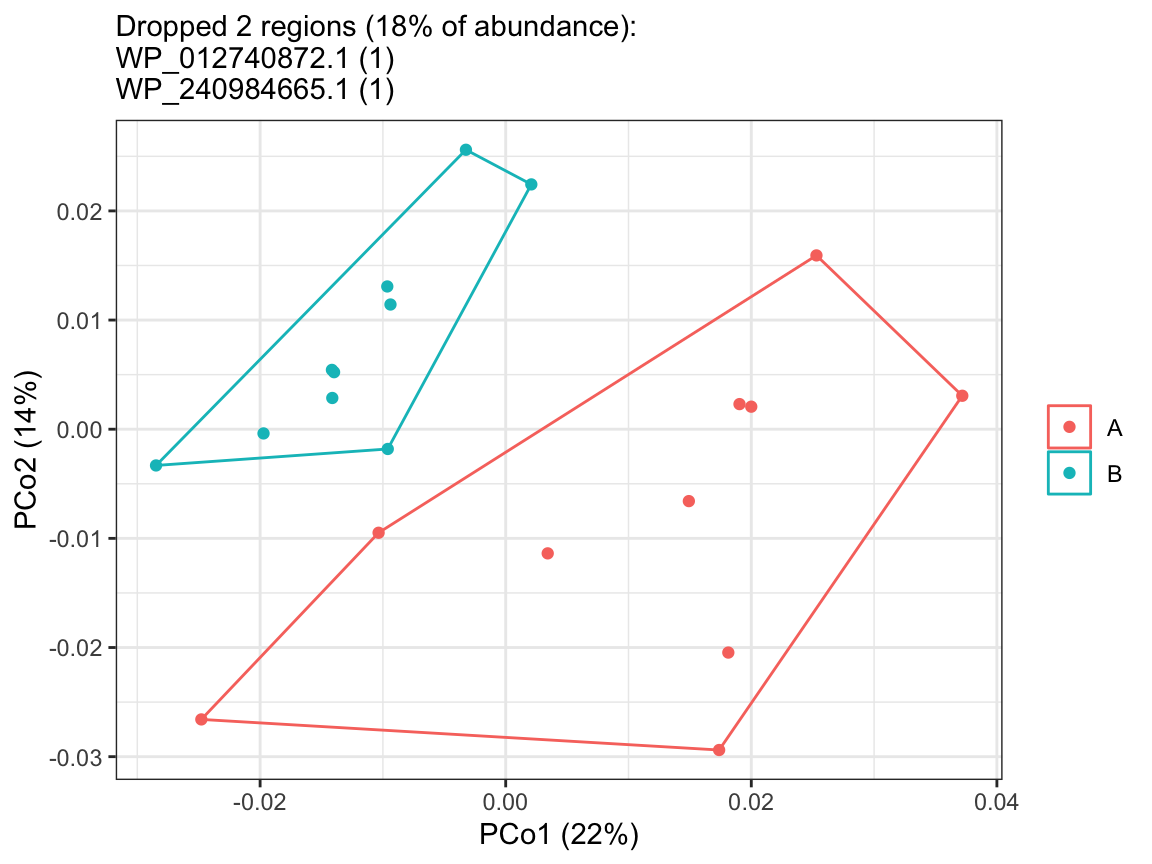 Dropped 2 regions (18% of abundance):
WP_012740872.1 (1)
WP_240984665.1 (1)
0.02
0.01
0.00
-0.01
-0.02
-0.03
PCo2 (14%)
-0.02
0.00
0.02
0.04
PCo1 (22%)
A
B